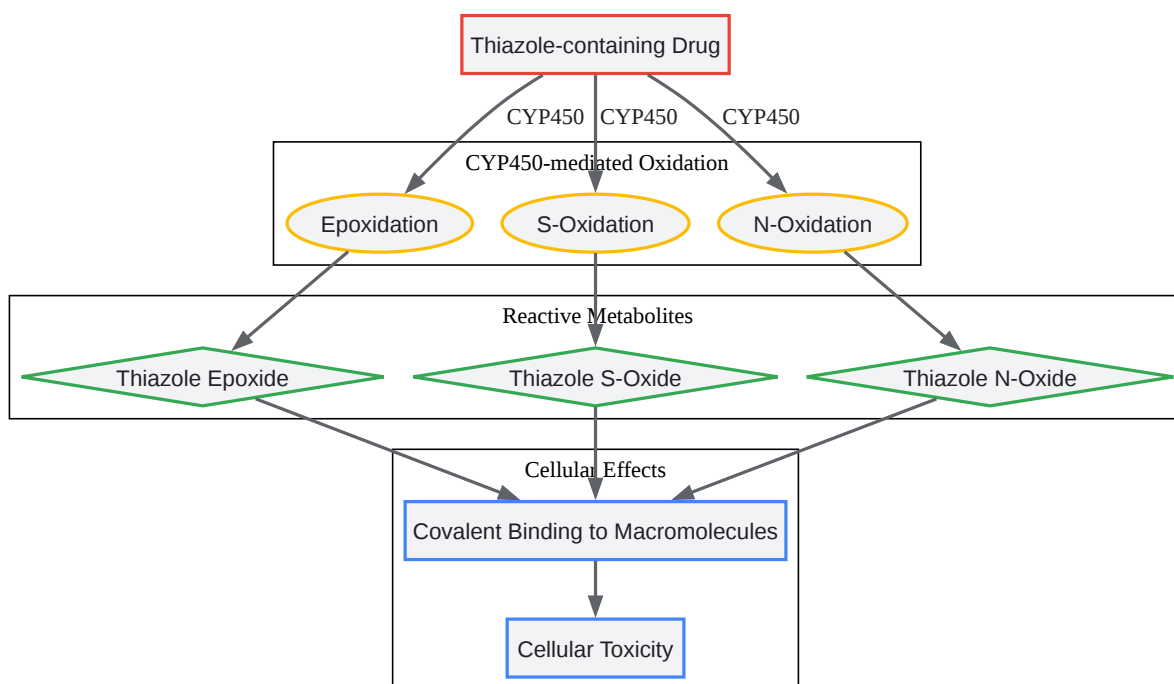 Thiazole-containing Drug
CYP450
CYP450
CYP450
CYP450-mediated Oxidation
Epoxidation
S-Oxidation
N-Oxidation
Reactive Metabolites
Thiazole Epoxide
Thiazole S-Oxide
Thiazole N-Oxide
Cellular Effects
Covalent Binding to Macromolecules
Cellular Toxicity